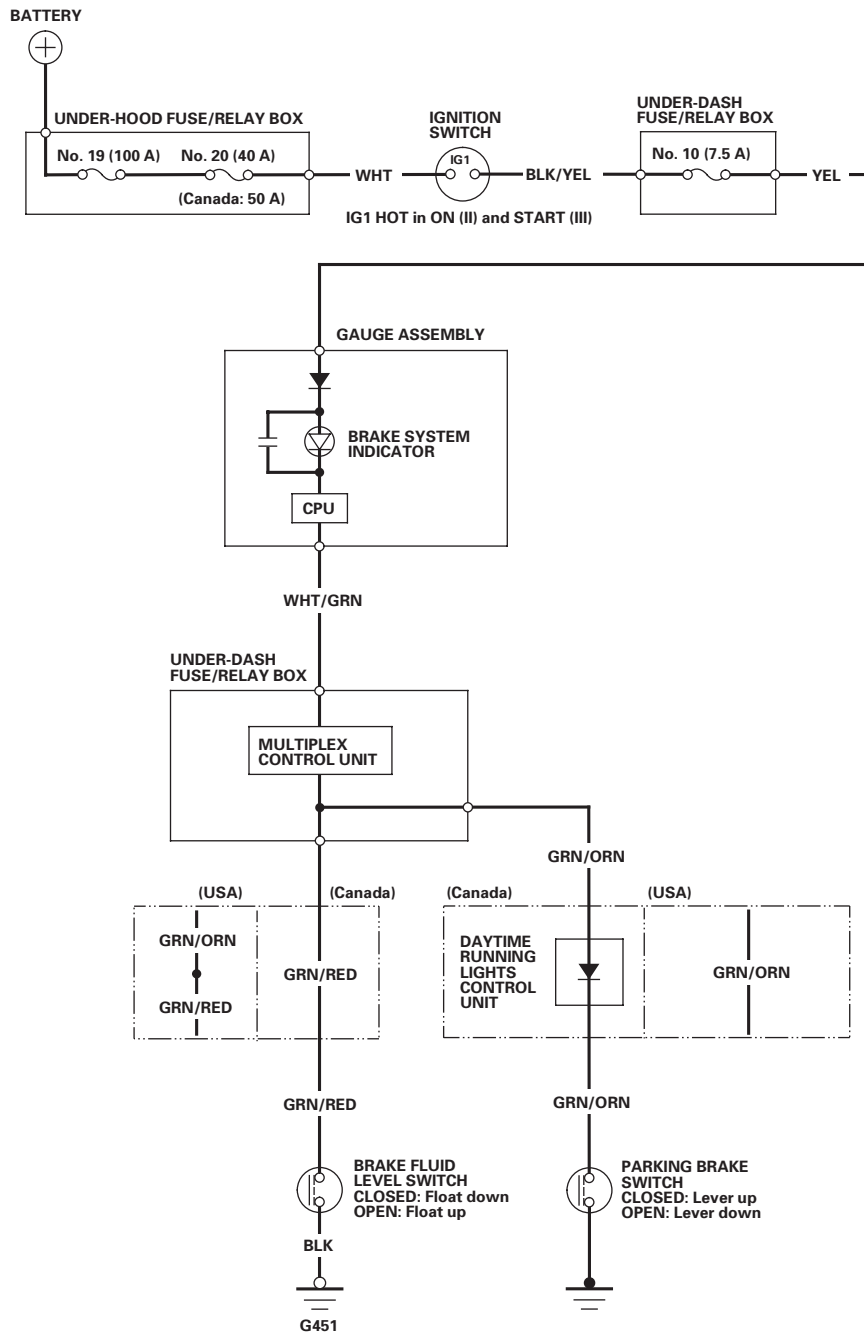 BATTERY
UNDER-HOOD FUSE/RELAY BOX
No. 19 (100 A)
No. 20 (40 A)
(Canada: 50 A)
WHT
IGNITION
SWITCH
IG1
IG1 HOT in ON (II) and START (III)
BLK/YEL
UNDER-DASH
FUSE/RELAY BOX
No. 10 (7.5 A)
YEL
GAUGE ASSEMBLY
BRAKE SYSTEM
INDICATOR
CPU
WHT/GRN
UNDER-DASH
FUSE/RELAY BOX
MULTIPLEX
CONTROL UNIT
GRN/ORN
(USA)
(Canada)
(Canada)
(USA)
GRN/ORN
GRN/RED
GRN/RED
DAYTIME
RUNNING
LIGHTS
CONTROL
UNIT
GRN/ORN
GRN/RED
GRN/ORN
BRAKE FLUID
LEVEL SWITCH
CLOSED: Float down
OPEN: Float up
PARKING BRAKE
SWITCH
CLOSED: Lever up
OPEN: Lever down
BLK
G451